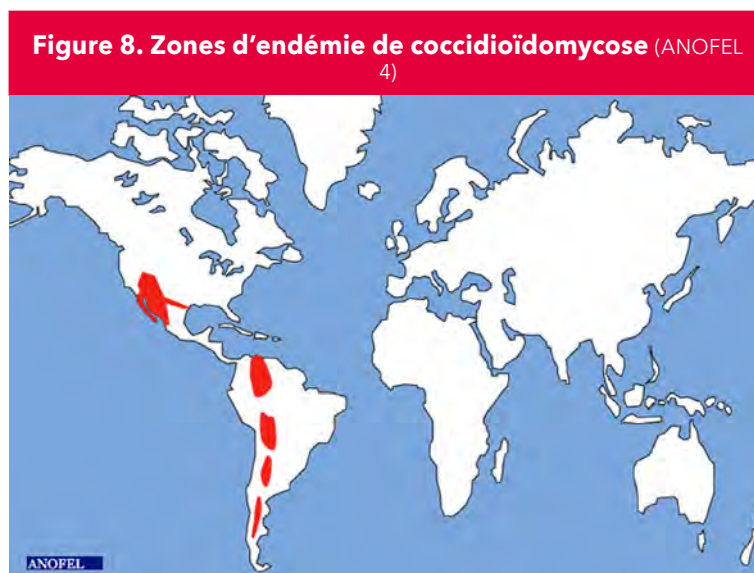 Figure 8. Zones d’endémie de coccidioïdomycose (ANOFEL
4)
ANOFEL